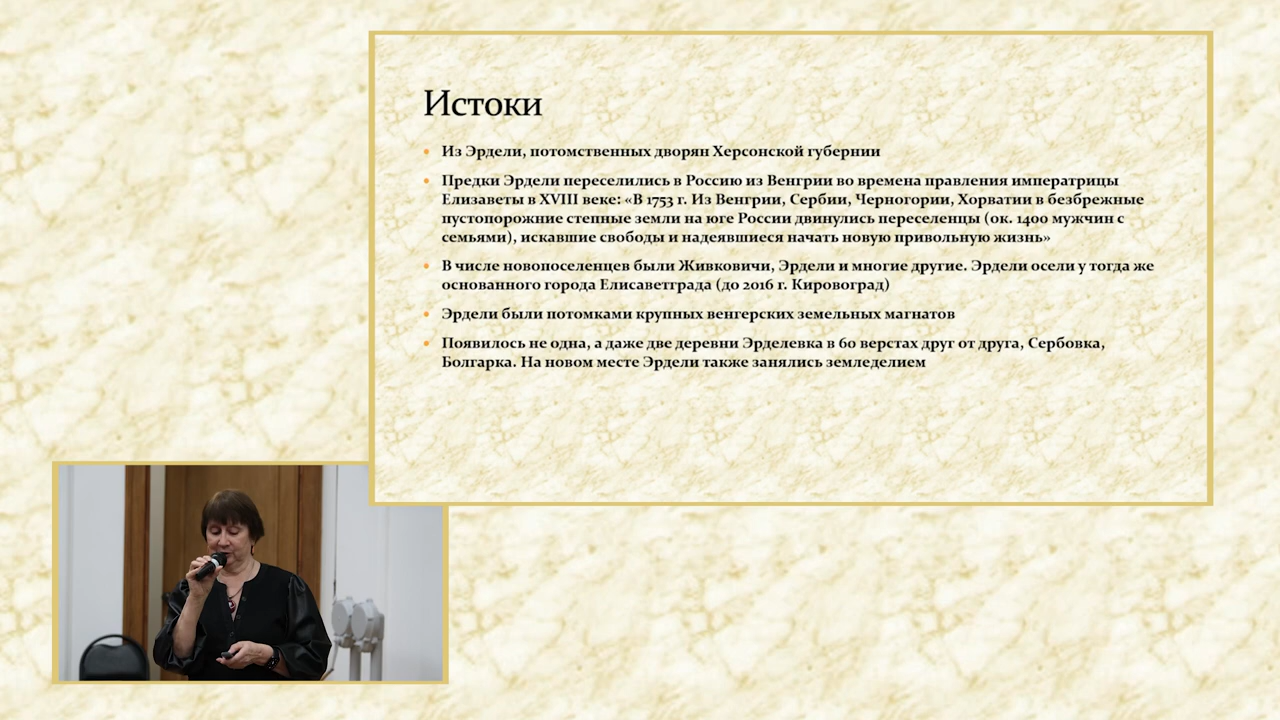 Истоки
Из Эрдели, потомственных дворян Херсонской губернии
Предки Эрдели переселились в Россию из Венгрии во времена правления императрицы
Елизаветы в XVIII веке: «В 1753 г. Из Венгрии, Сербии, Черногории, Хорватии в безбрежные
пустопорожние степные земли на юге России двинулись переселенцы (ок. 1400 мужчин с
семьями), искавшие свободы и надеявшиеся начать новую привольную жизнь»
В числе новопоселенцев были Живковичи, Эрдели и многие другие. Эрдели осели у тогда же
основанного города Елисаветграда (до 2016 г. Кировоград)
Эрдели были потомками крупных венгерских земельных магнатов
Появилось не одна, а даже две деревни Эрделевка в 60 верстах друг от друга, Сербовка,
Болгарка. На новом месте Эрдели также занялись земледелием